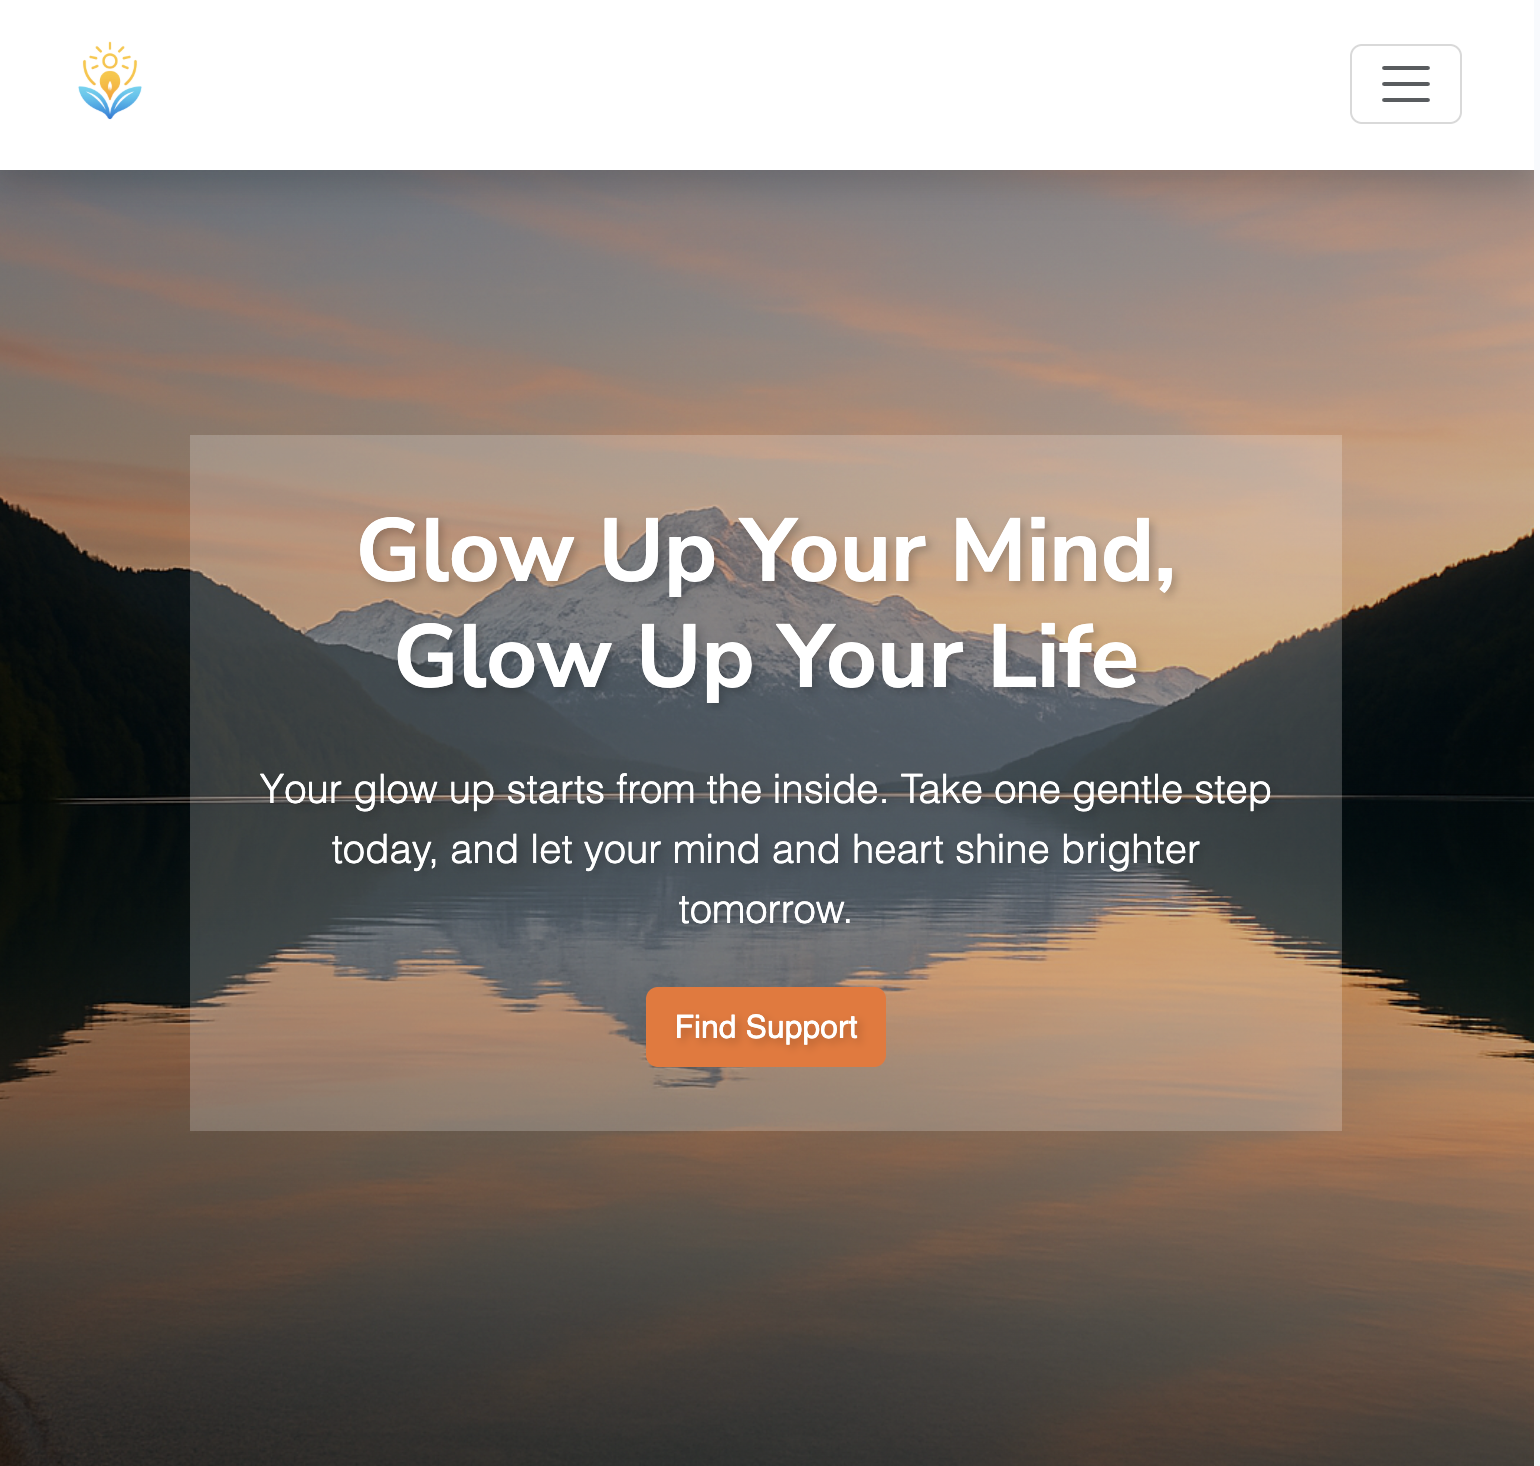 Glow Up Your Mind,
Glow Up Your Life
Your glow up starts from the inside. Take one gentle step
today, and let your mind and heart shine brighter
tomorrow.
Find Support